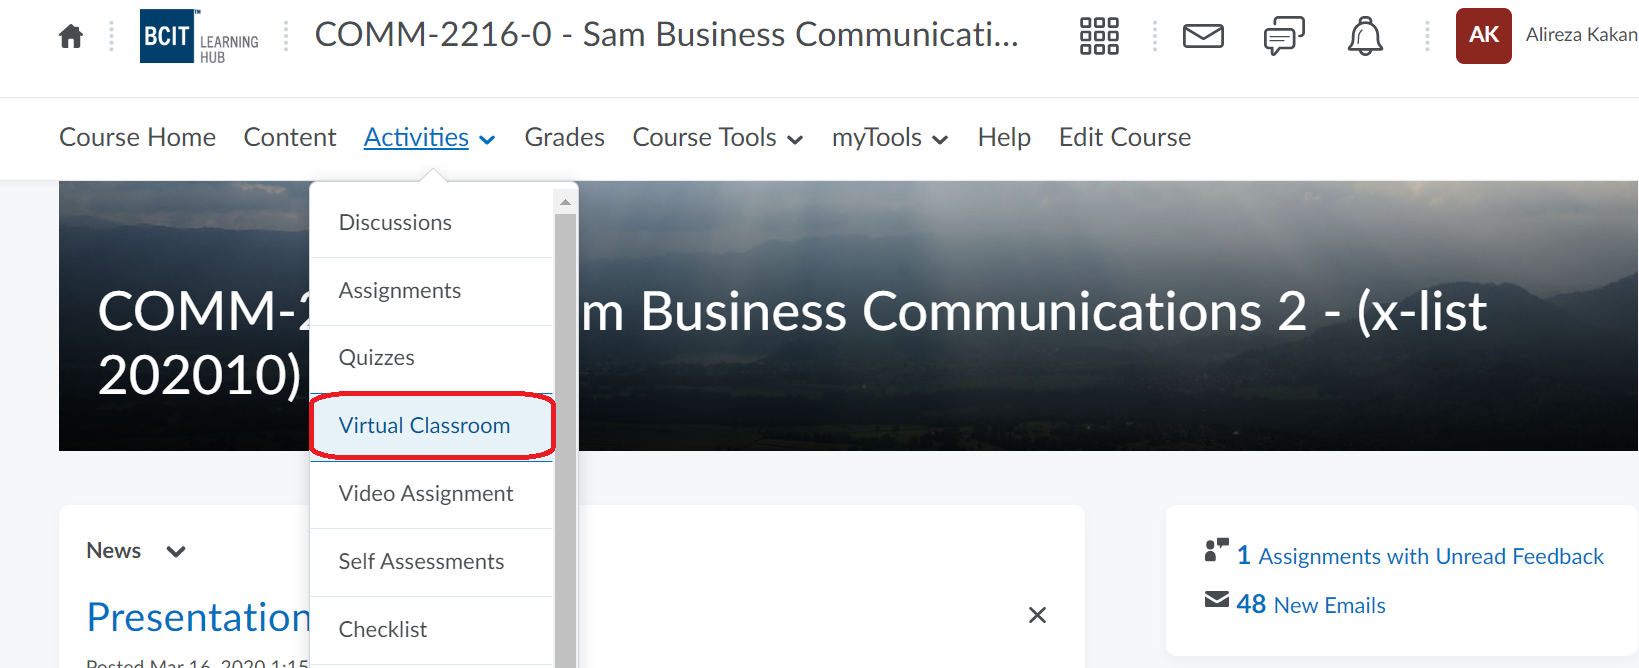 BCIT
™
LEARNING
HUB
COMM-2216-0 - Sam Business Communicati...
AK
Alireza Kakan
Course Home Content Activities Grades Course Tools myTools Help Edit Course
Discussions
Assignments
Quizzes
Virtual Classroom
Video Assignment
Self Assessments
Checklist
COMM-2 m Business Communications 2 - (x-list
202010)
News
Presentation
Posted Mar 16, 2020 1:15
1 Assignments with Unread Feedback
48 New Emails